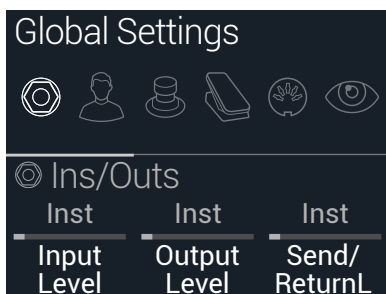 Global Settings
Ins/Outs
Inst Inst Inst
Input Output Send/
Level Level ReturnL